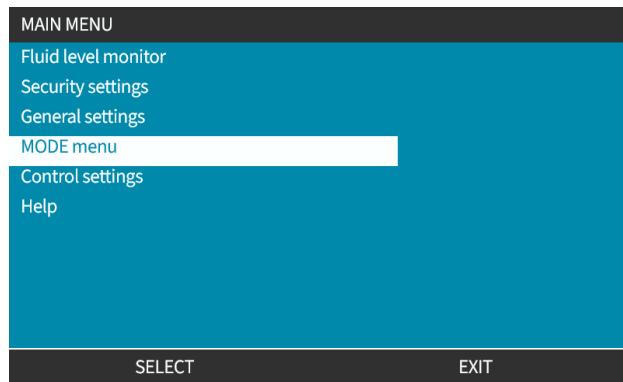 MAIN MENU
Fluid level monitor
Security settings
General settings
MODE menu
Control settings
Help
SELECT EXIT